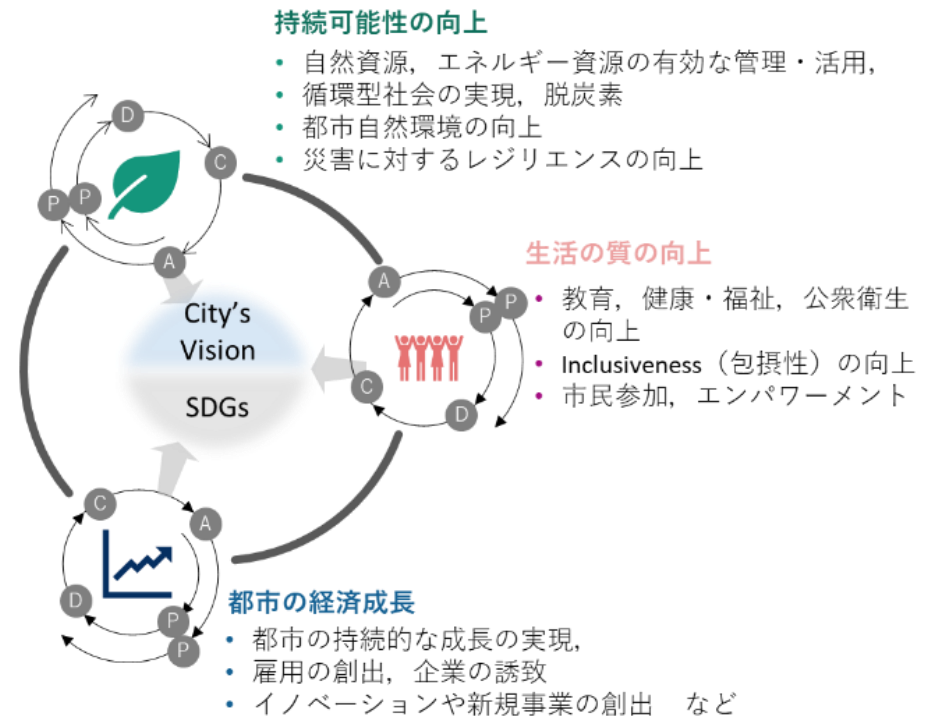 持続可能性の向上
• 自然資源，エネルギー資源の有効な管理・活用，
• 循環型社会の実現，脱炭素
• 都市自然環境の向上
• 災害に対するレジリエンスの向上
D
C
P
P
A
生活の質の向上
• 教育，健康・福祉，公衆衛生
の向上
• Inclusiveness（包摂性）の向上
• 市民参加，エンパワーメント
A
P
P
C
D
City's
Vision
SDGs
C
A
D
P
P
都市の経済成長
• 都市の持続的な成長の実現，
• 雇用の創出，企業の誘致
• イノベーションや新規事業の創出　など